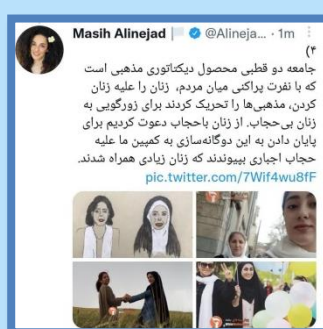 Masih Alinejad @Alineja... · 1m
(۴
جامعه دو قطبی محصول دیکتاتوری مذهبی است
که با نفرت پراکنی میان مردم، زنان را علیه زنان
کردن، مذهبی‌ها را تحریک کردند برای زورگویی به
زنان بی‌حجاب. از زنان باحجاب دعوت کردیم برای
پایان دادن به این دوگانه‌سازی به کمپین ما علیه
حجاب اجباری بپیوندند که زنان زیادی همراه شدند.
pic.twitter.com/7Wif4wu8fF